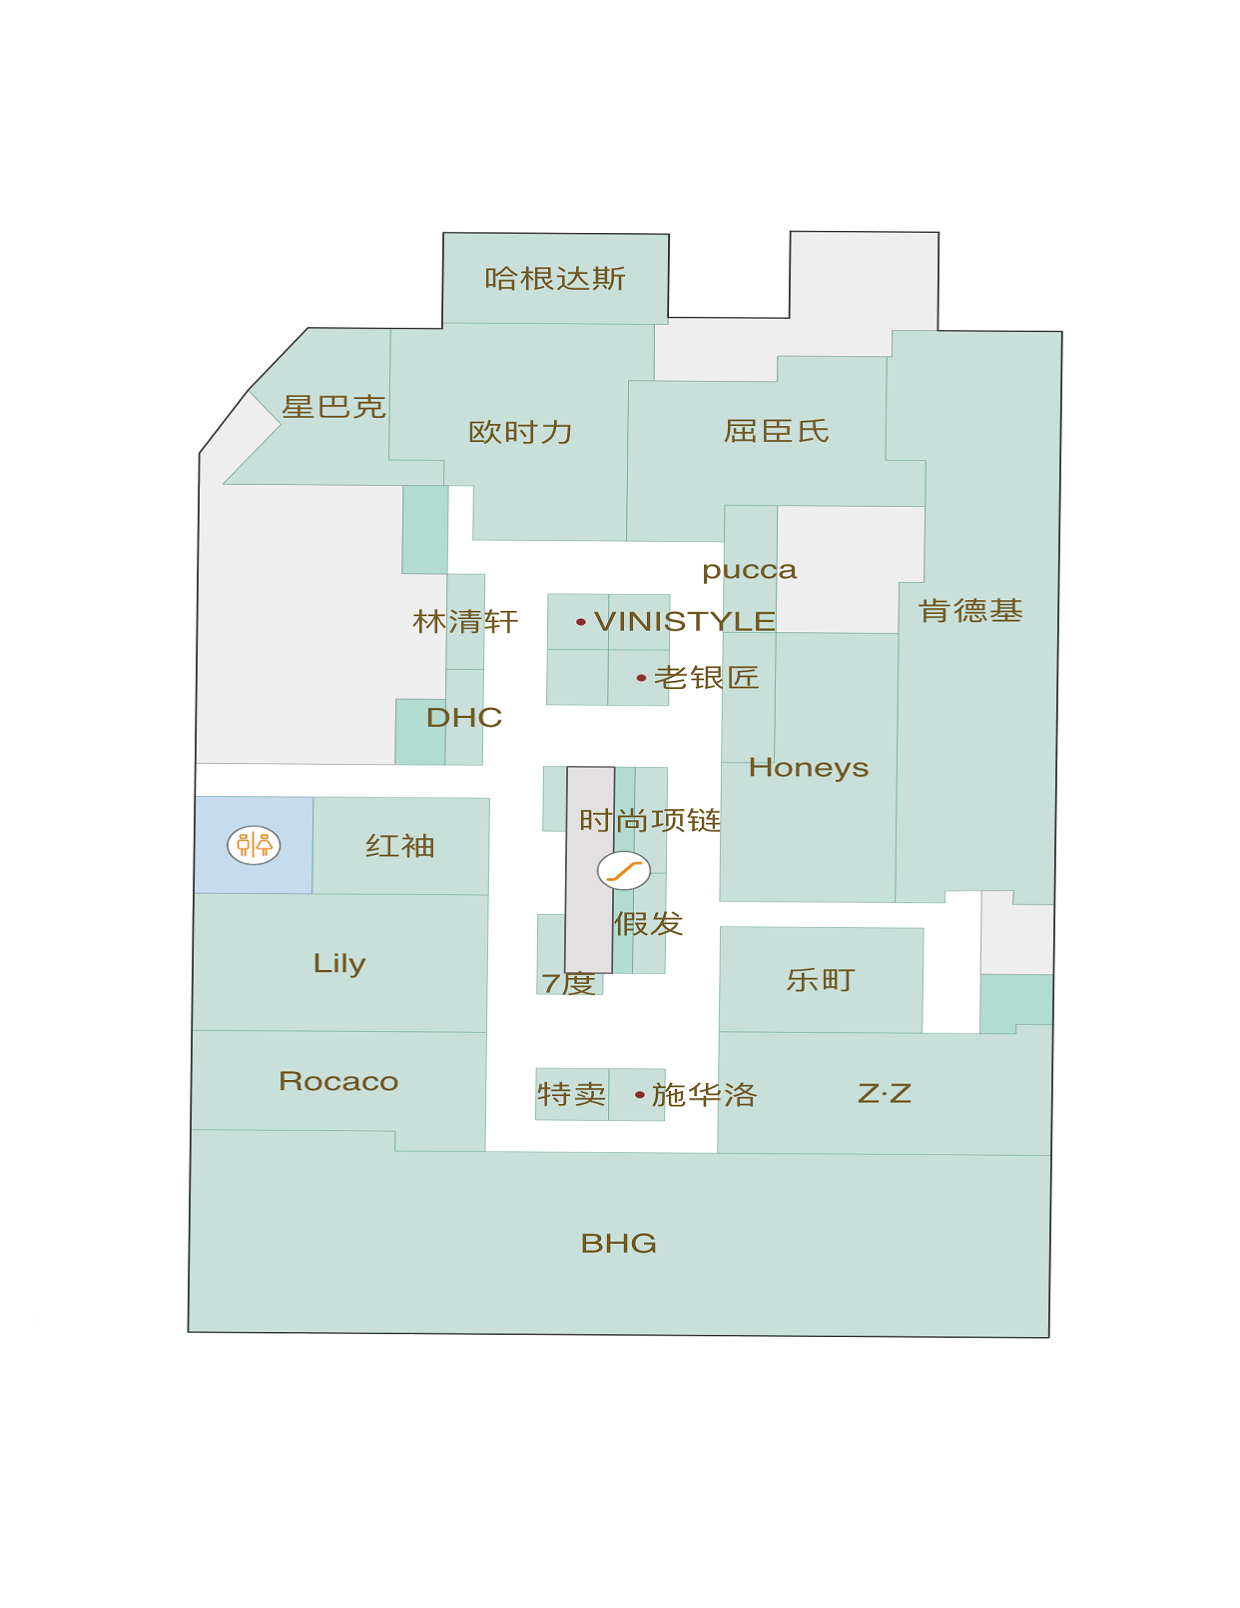 哈根达斯
星巴克
欧时力
屈臣氏
pucca
肯德基
林清轩
VINISTYLE
老银匠
DHC
Honeys
时尚项链
红袖
假发
Lily
7度
乐町
Rocaco
特卖
施华洛
Z·Z
BHG